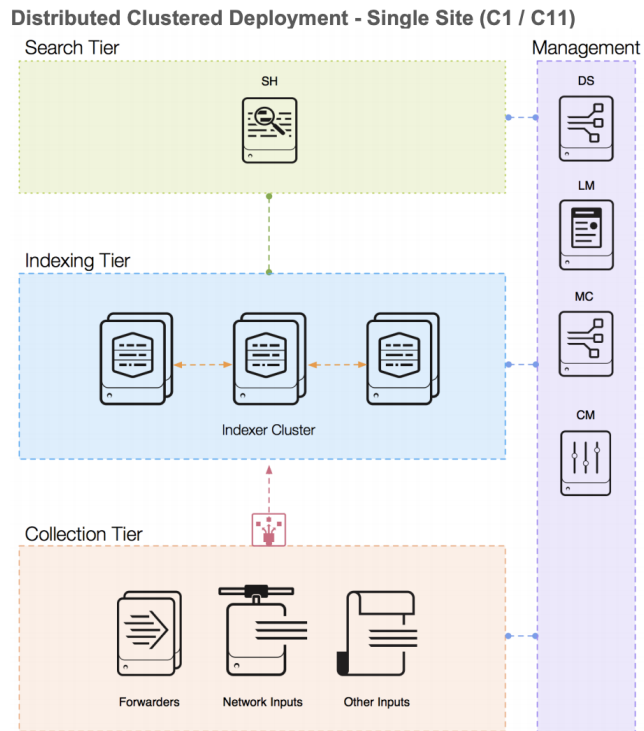 Distributed Clustered Deployment - Single Site (C1 / C11)
Search Tier
Management
SH
DS
LM
Indexing Tier
MC
Indexer Cluster
CM
Collection Tier
Forwarders
Network Inputs
Other Inputs